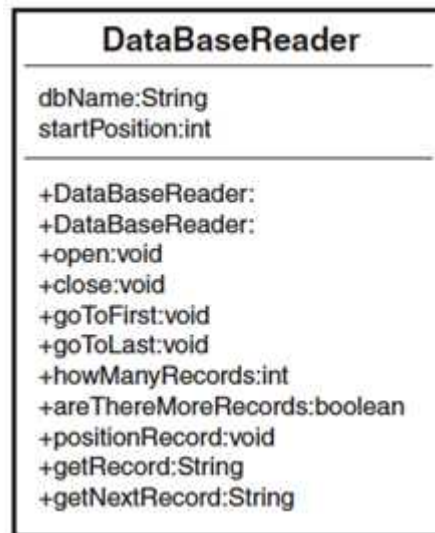 DataBaseReader
dbName:String
startPosition:int
+DataBaseReader:
+DataBaseReader:
+open:void
+close:void
+goToFirst:void
+goToLast:void
+howManyRecords:int
+areThereMoreRecords:boolean
+positionRecord:void
+getRecord:String
+getNextRecord:String